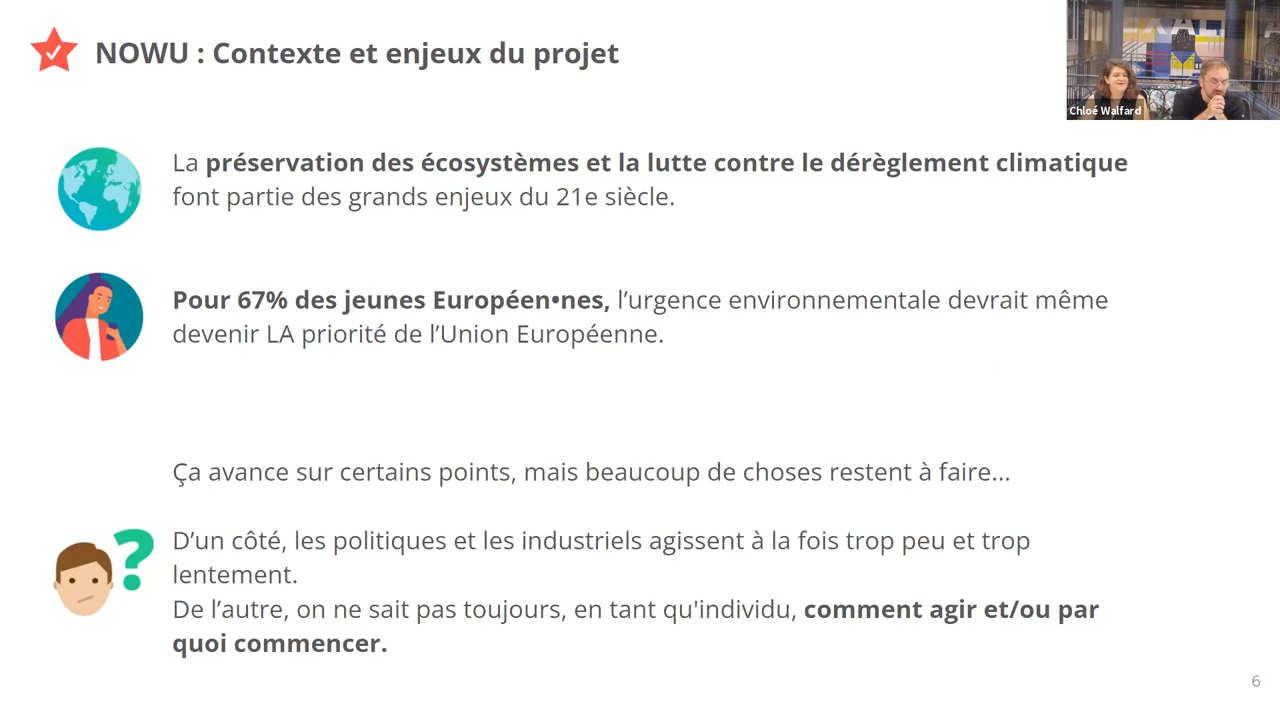 NOWU : Contexte et enjeux du projet
Chloé Walfard
La préservation des écosystèmes et la lutte contre le dérèglement climatique
font partie des grands enjeux du 21e siècle.
Pour 67% des jeunes Européen•nes, l’urgence environnementale devrait même
devenir LA priorité de l’Union Européenne.
Ça avance sur certains points, mais beaucoup de choses restent à faire...
D’un côté, les politiques et les industriels agissent à la fois trop peu et trop
lentement.
De l’autre, on ne sait pas toujours, en tant qu'individu, comment agir et/ou par
quoi commencer.
6